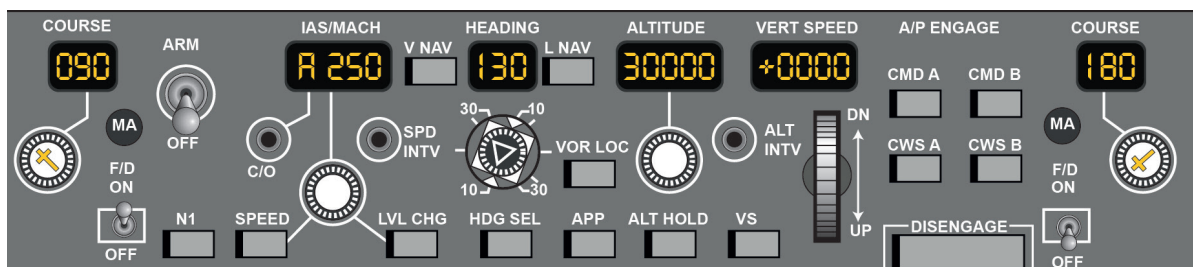 COURSE
ARM
IAS/MACH
V NAV
HEADING
L NAV
ALTITUDE
VERT SPEED
A/P ENGAGE
COURSE
090
A 250
130
30000
+0000
180
CMD A
CMD B
MA
OFF
C/O
SPD
INTV
30
10
10
30
VOR LOC
ALT
INTV
DN
UP
CWS A
CWS B
MA
F/D
ON
OFF
N1
SPEED
LVL CHG
HDG SEL
APP
ALT HOLD
VS
DISENGAGE
F/D
ON
OFF